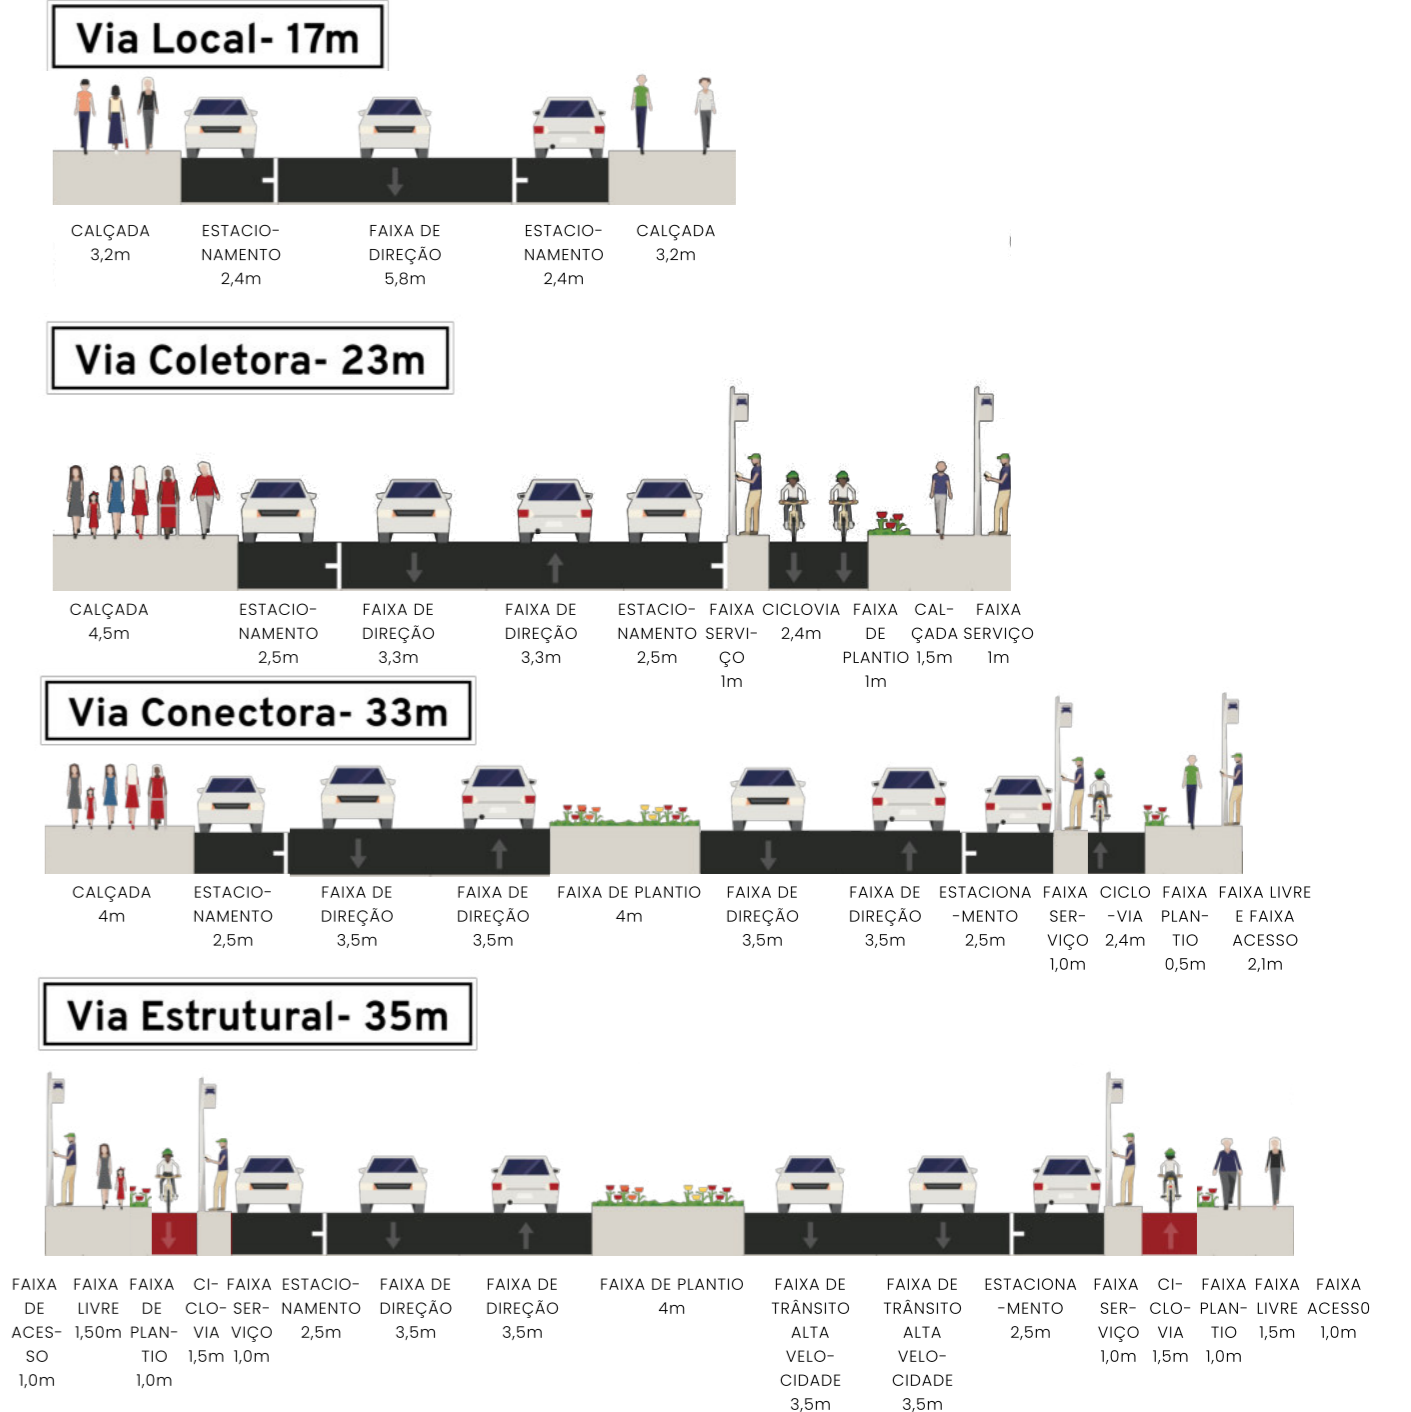 Via Local- 17m
CALÇADA
3,2m
ESTACIO-
NAMENTO
2,4m
FAIXA DE
DIREÇÃO
5,8m
ESTACIO-
NAMENTO
2,4m
CALÇADA
3,2m
Via Coletora- 23m
CALÇADA
4,5m
ESTACIO-
NAMENTO
2,5m
FAIXA DE
DIREÇÃO
3,3m
FAIXA DE
DIREÇÃO
3,3m
ESTACIO-
NAMENTO
2,5m
FAIXA
SERVI-
ÇO
1m
CICLOVIA
2,4m
FAIXA
DE
PLANTIO
1m
CAL-
ÇADA
1,5m
FAIXA
SERVIÇO
1m
Via Conectora- 33m
CALÇADA
4m
ESTACIO-
NAMENTO
2,5m
FAIXA DE
DIREÇÃO
3,5m
FAIXA DE
DIREÇÃO
3,5m
FAIXA DE PLANTIO
4m
FAIXA DE
DIREÇÃO
3,5m
FAIXA DE
DIREÇÃO
3,5m
ESTACIONA
-MENTO
2,5m
FAIXA
SER-
VIÇO
1,0m
CICLO
-VIA
2,4m
FAIXA
PLAN-
TIO
0,5m
FAIXA LIVRE
E FAIXA
ACESSO
2,1m
Via Estrutural- 35m
FAIXA
DE
ACES-
SO
1,0m
FAIXA
LIVRE
1,50m
FAIXA
DE
PLAN-
TIO
1,0m
CI-
CLO-
VIA
1,5m
FAIXA
SER-
VIÇO
1,0m
ESTACIO-
NAMENTO
2,5m
FAIXA DE
DIREÇÃO
3,5m
FAIXA DE
DIREÇÃO
3,5m
FAIXA DE PLANTIO
4m
FAIXA DE
TRÂNSITO
ALTA
VELO-
CIDADE
3,5m
FAIXA DE
TRÂNSITO
ALTA
VELO-
CIDADE
3,5m
ESTACIONA
-MENTO
2,5m
FAIXA
SER-
VIÇO
1,0m
CI-
CLO-
VIA
1,5m
FAIXA
PLAN-
TIO
1,0m
FAIXA
LIVRE
1,5m
FAIXA
ACESS0
1,0m